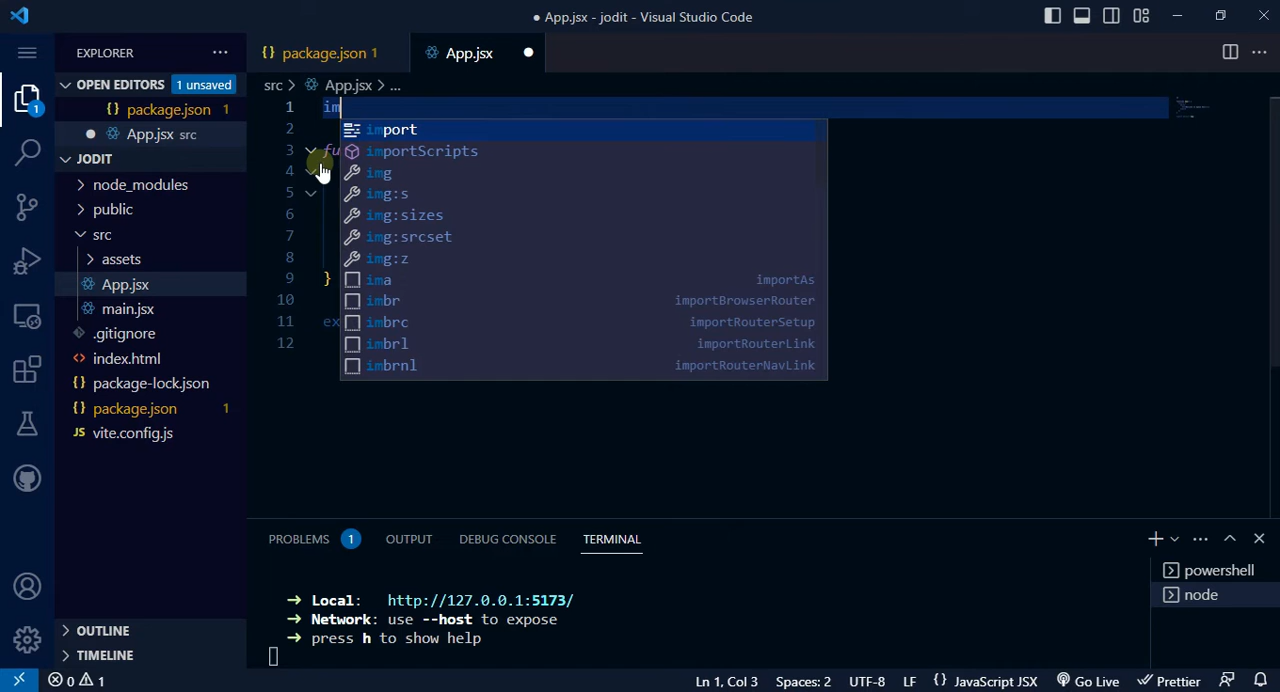 ● App.jsx - jodit - Visual Studio Code
EXPLORER
OPEN EDITORS 1 unsaved
{} package.json 1
● App.jsx src
JODIT
node_modules
public
src
assets
App.jsx
main.jsx
.gitignore
<> index.html
{} package-lock.json
{} package.json 1
JS vite.config.js
OUTLINE
TIMELINE
1
{} package.json 1
App.jsx ●
src > App.jsx > ...
1 im
2
3 fu
4
5
6
7
8
9 }
10
11 ex
12
import
importScripts
img
img:s
img:sizes
img:srcset
img:z
ima importAs
imbr importBrowserRouter
imbrc importRouterSetup
imbrl importRouterLink
imbrnl importRouterNavLink
PROBLEMS 1 OUTPUT DEBUG CONSOLE TERMINAL
➜ Local: http://127.0.0.1:5173/
➜ Network: use --host to expose
➜ press h to show help
powershell
node
0 1 Ln 1, Col 3 Spaces: 2 UTF-8 LF {} JavaScript JSX Go Live Prettier